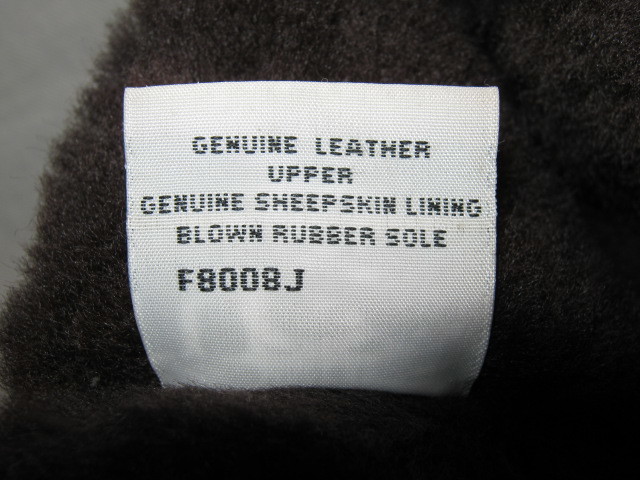 GENUINE LEATHER
UPPER
GENUINE SHEEPSKIN LINING
BLOWN RUBBER SOLE
F8008J